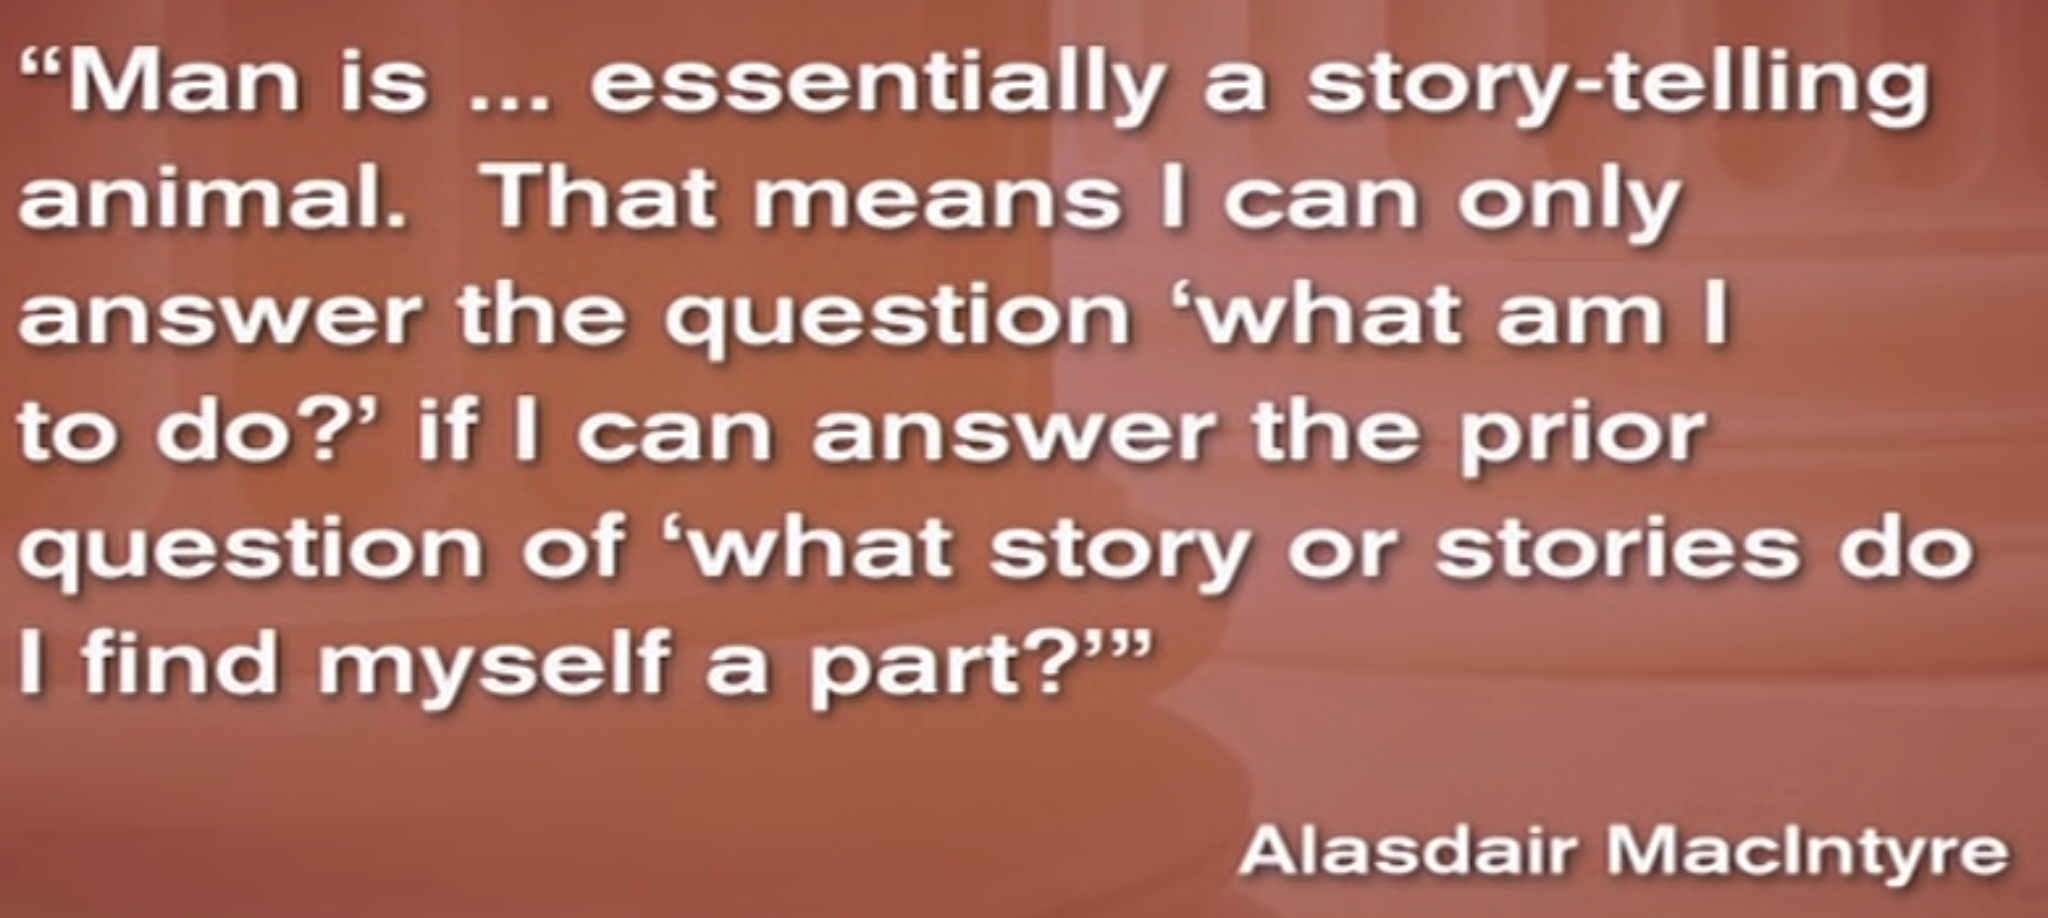 “Man is ... essentially a story-telling
animal.  That means I can only
answer the question ‘what am I
to do?’ if I can answer the prior
question of ‘what story or stories do
I find myself a part?’”
Alasdair MacIntyre